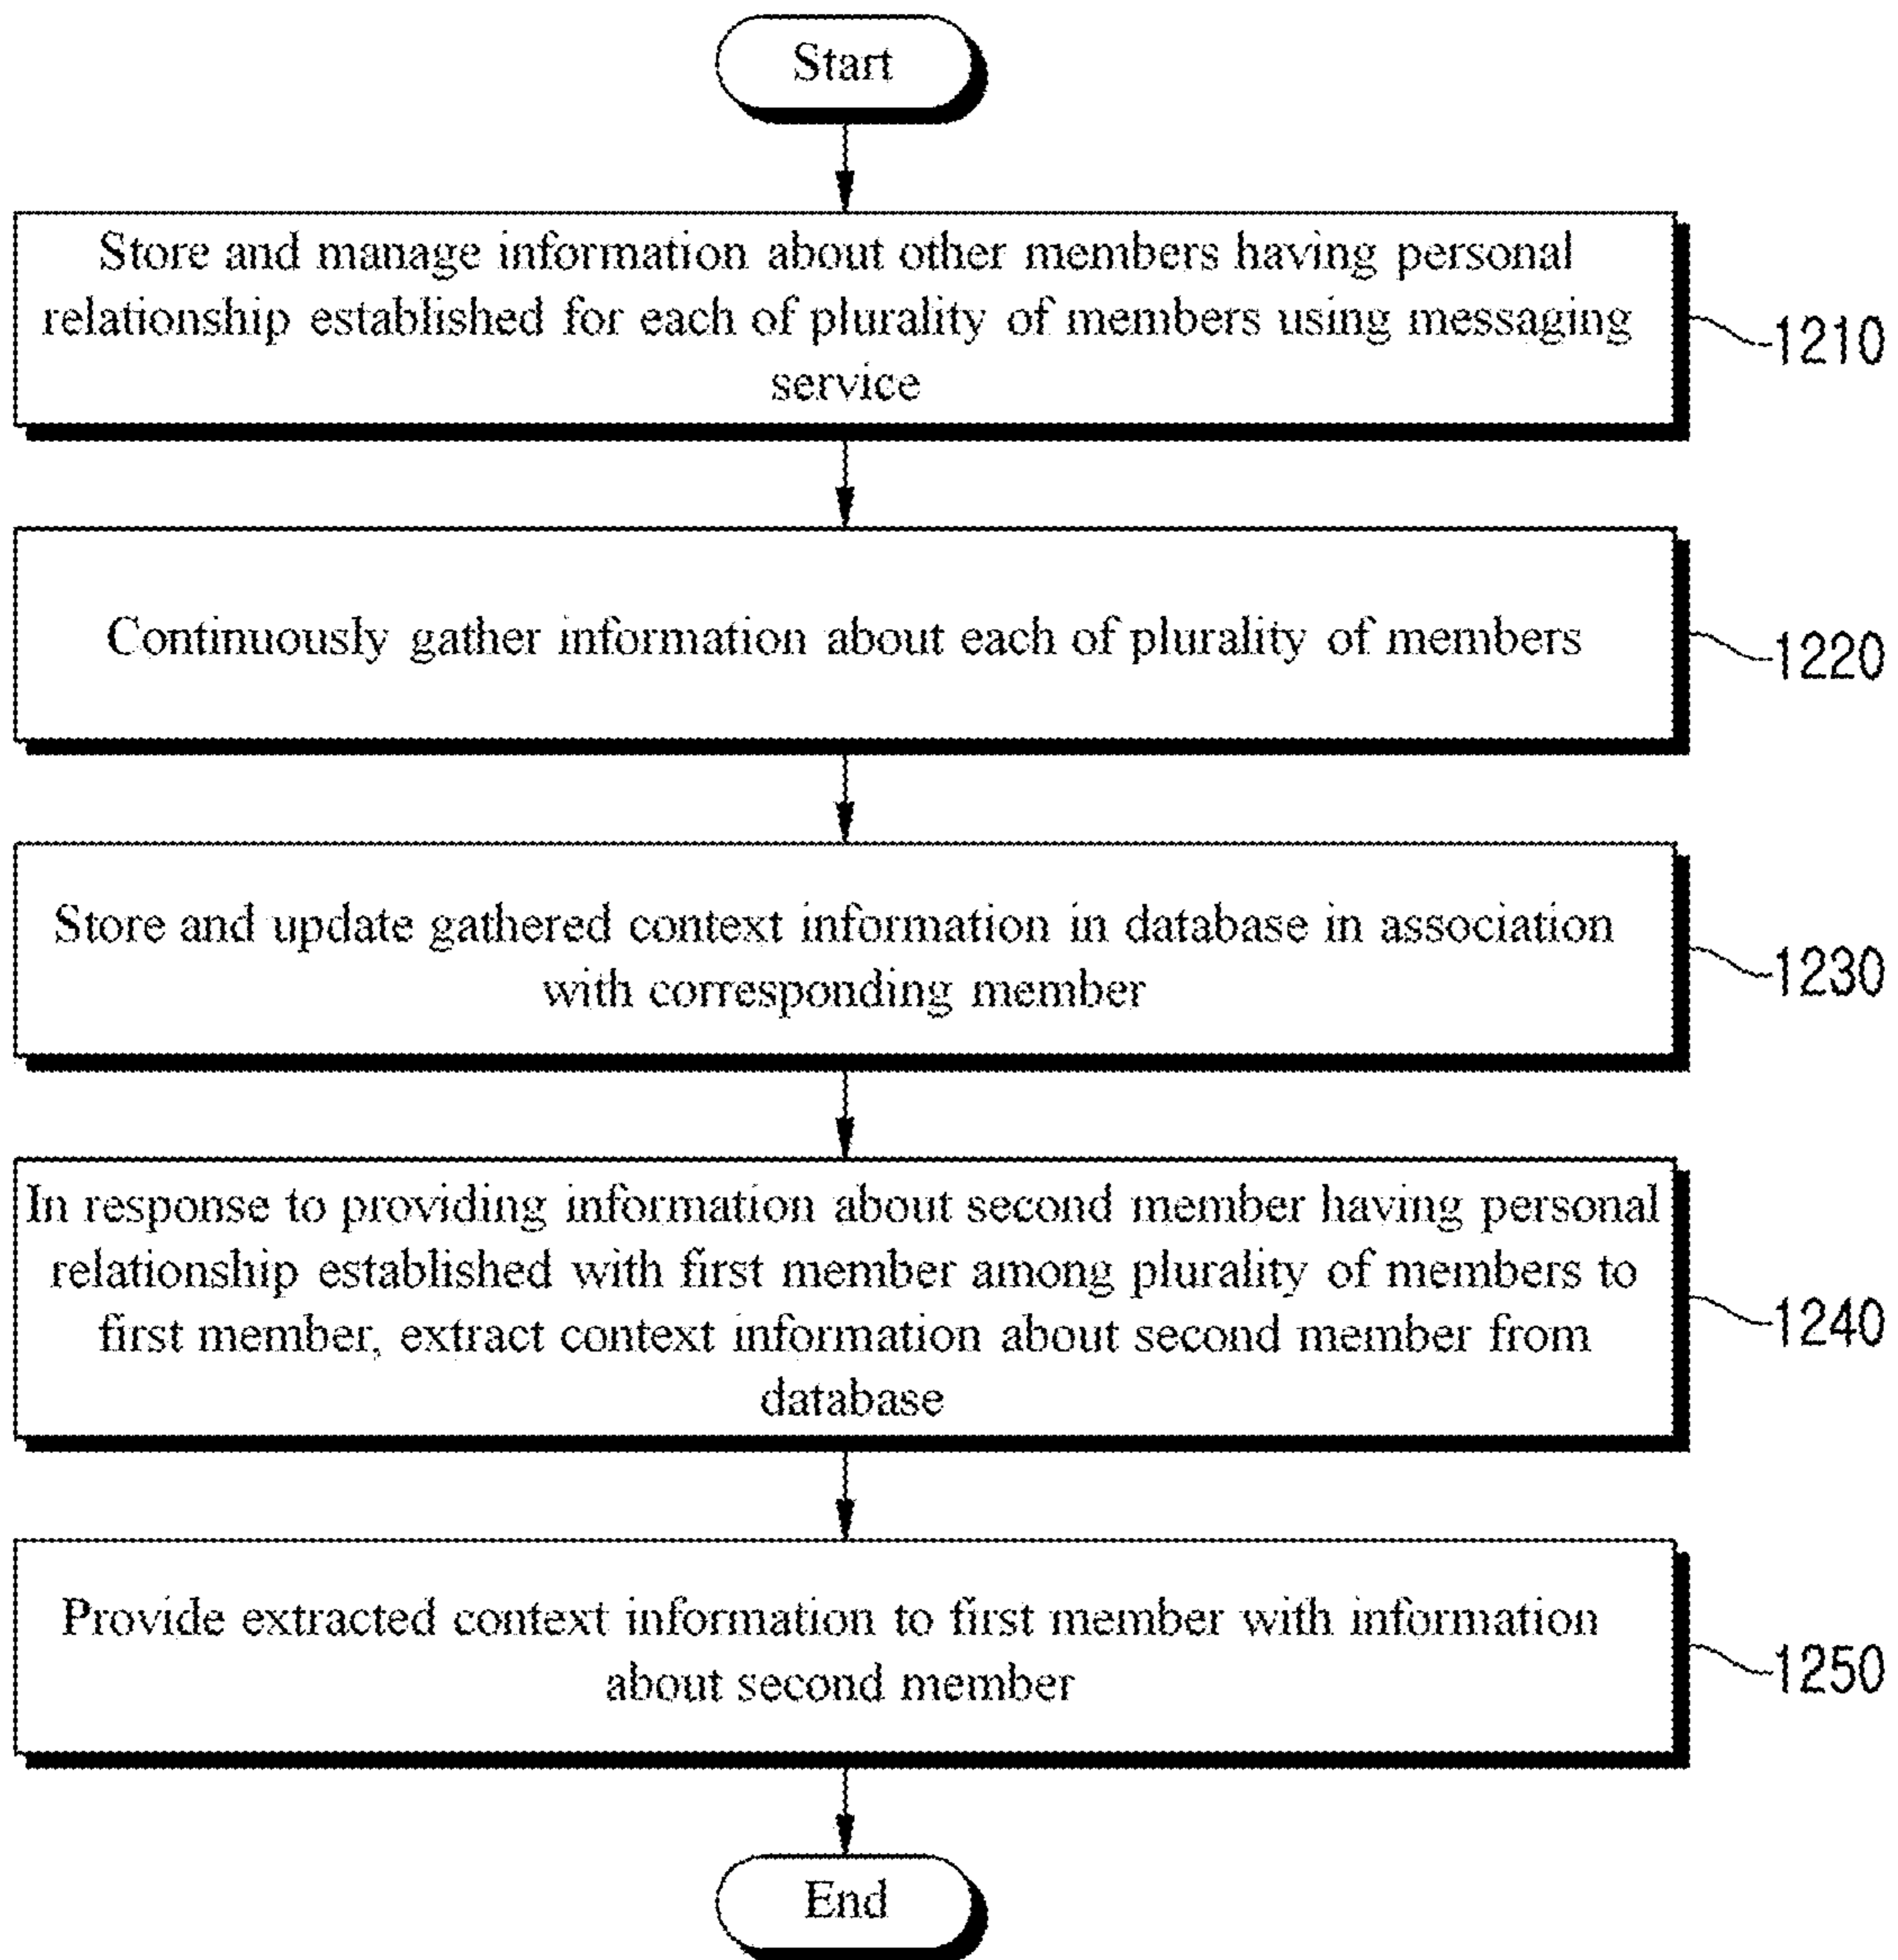 Start
Store and manage information about other members having personal
relationship established for each of plurality of members using messaging
service
1210
Continuously gather information about each of plurality of members
1220
Store and update gathered context information in database in association
with corresponding member
1230
In response to providing information about second member having personal
relationship established with first member among plurality of members to
first member, extract context information about second member from
database
1240
Provide extracted context information to first member with information
about second member
1250
End